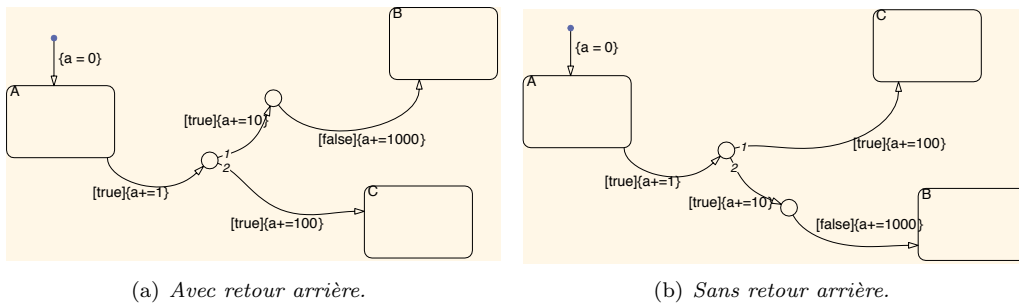 B
{a = 0}
A
[true]{a+=10}
1
[false]{a+=1000}
2
[true]{a+=1}
C
[true]{a+=100}
(a) Avec retour arrière.
C
{a = 0}
A
1
[true]{a+=100}
2
[true]{a+=1}
B
[true]{a+=10}
[false]{a+=1000}
(b) Sans retour arrière.